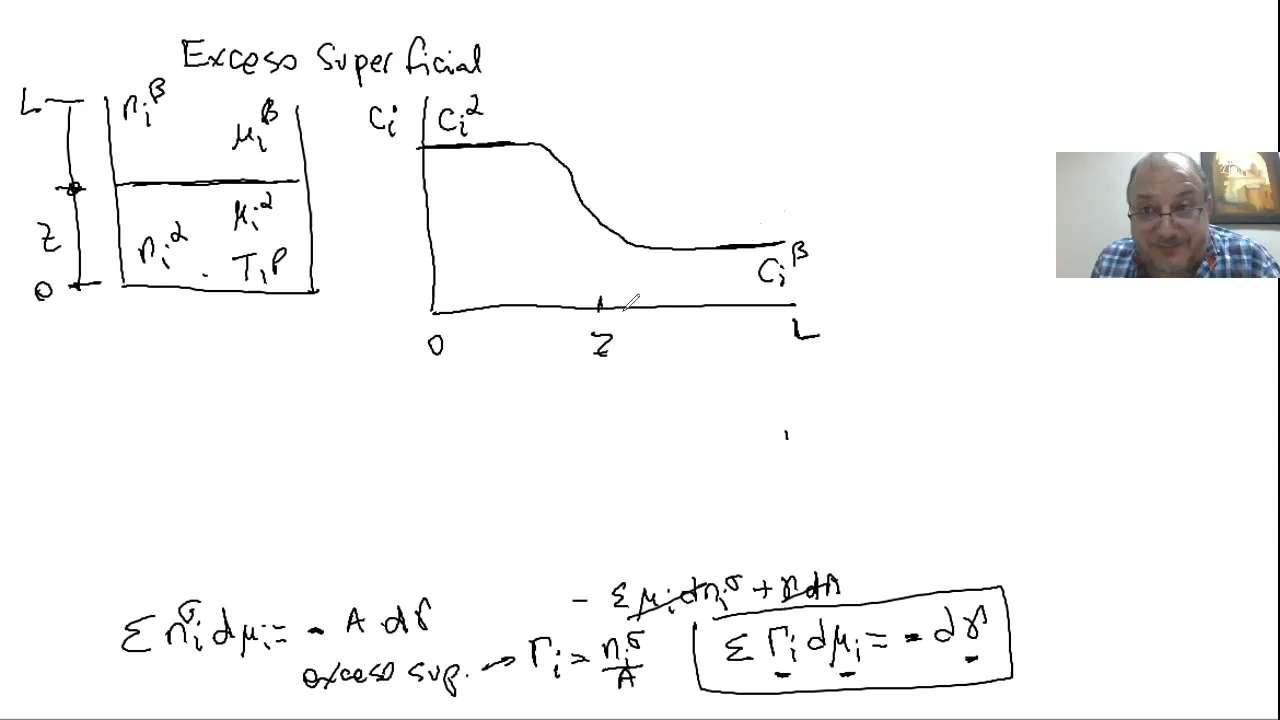 Exceso Superficial
L
n_i^β
μ_i^β
z
μ_i^α
n_i^α
T, P
0
C_i
C_i^α
C_i^β
0
z
L
- Σ μ_i dn_i^σ + γ dA
Σ n_i^σ dμ_i = - A dγ
exceso sup. → Γ_i = n_i^σ / A
Σ Γ_i dμ_i = - dγ